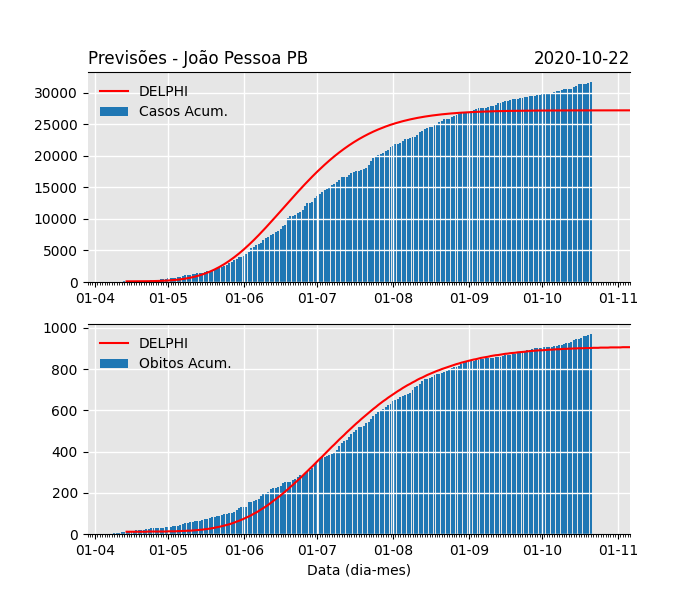 Previsões - João Pessoa PB 2020-10-22
DELPHI
Casos Acum.
30000
25000
20000
15000
10000
5000
0
01-04 01-05 01-06 01-07 01-08 01-09 01-10 01-11
DELPHI
Obitos Acum.
1000
800
600
400
200
0
01-04 01-05 01-06 01-07 01-08 01-09 01-10 01-11
Data (dia-mes)